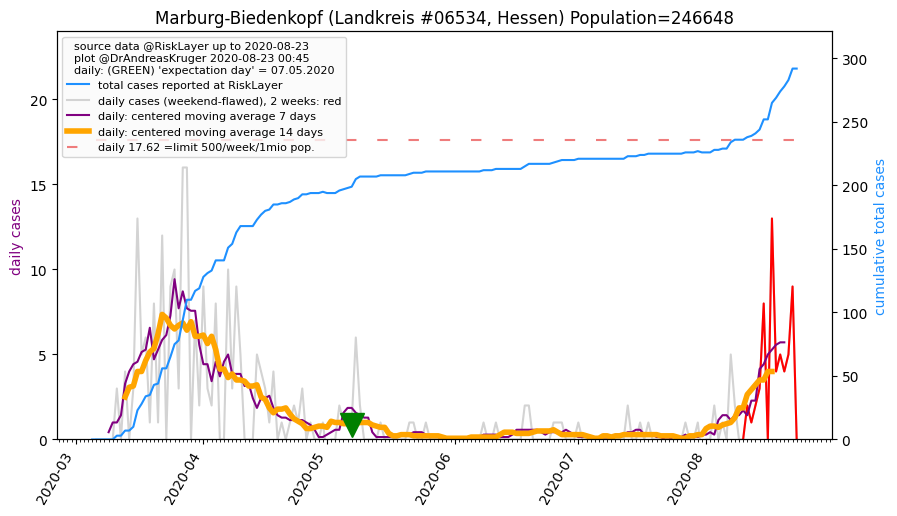 Marburg-Biedenkopf (Landkreis #06534, Hessen) Population=246648
source data @RiskLayer up to 2020-08-23
plot @DrAndreasKruger 2020-08-23 00:45
daily: (GREEN) 'expectation day' = 07.05.2020
total cases reported at RiskLayer
daily cases (weekend-flawed), 2 weeks: red
daily: centered moving average 7 days
daily: centered moving average 14 days
daily 17.62 =limit 500/week/1mio pop.
daily cases
20
15
10
5
0
cumulative total cases
300
250
200
150
100
50
0
2020-03
2020-04
2020-05
2020-06
2020-07
2020-08